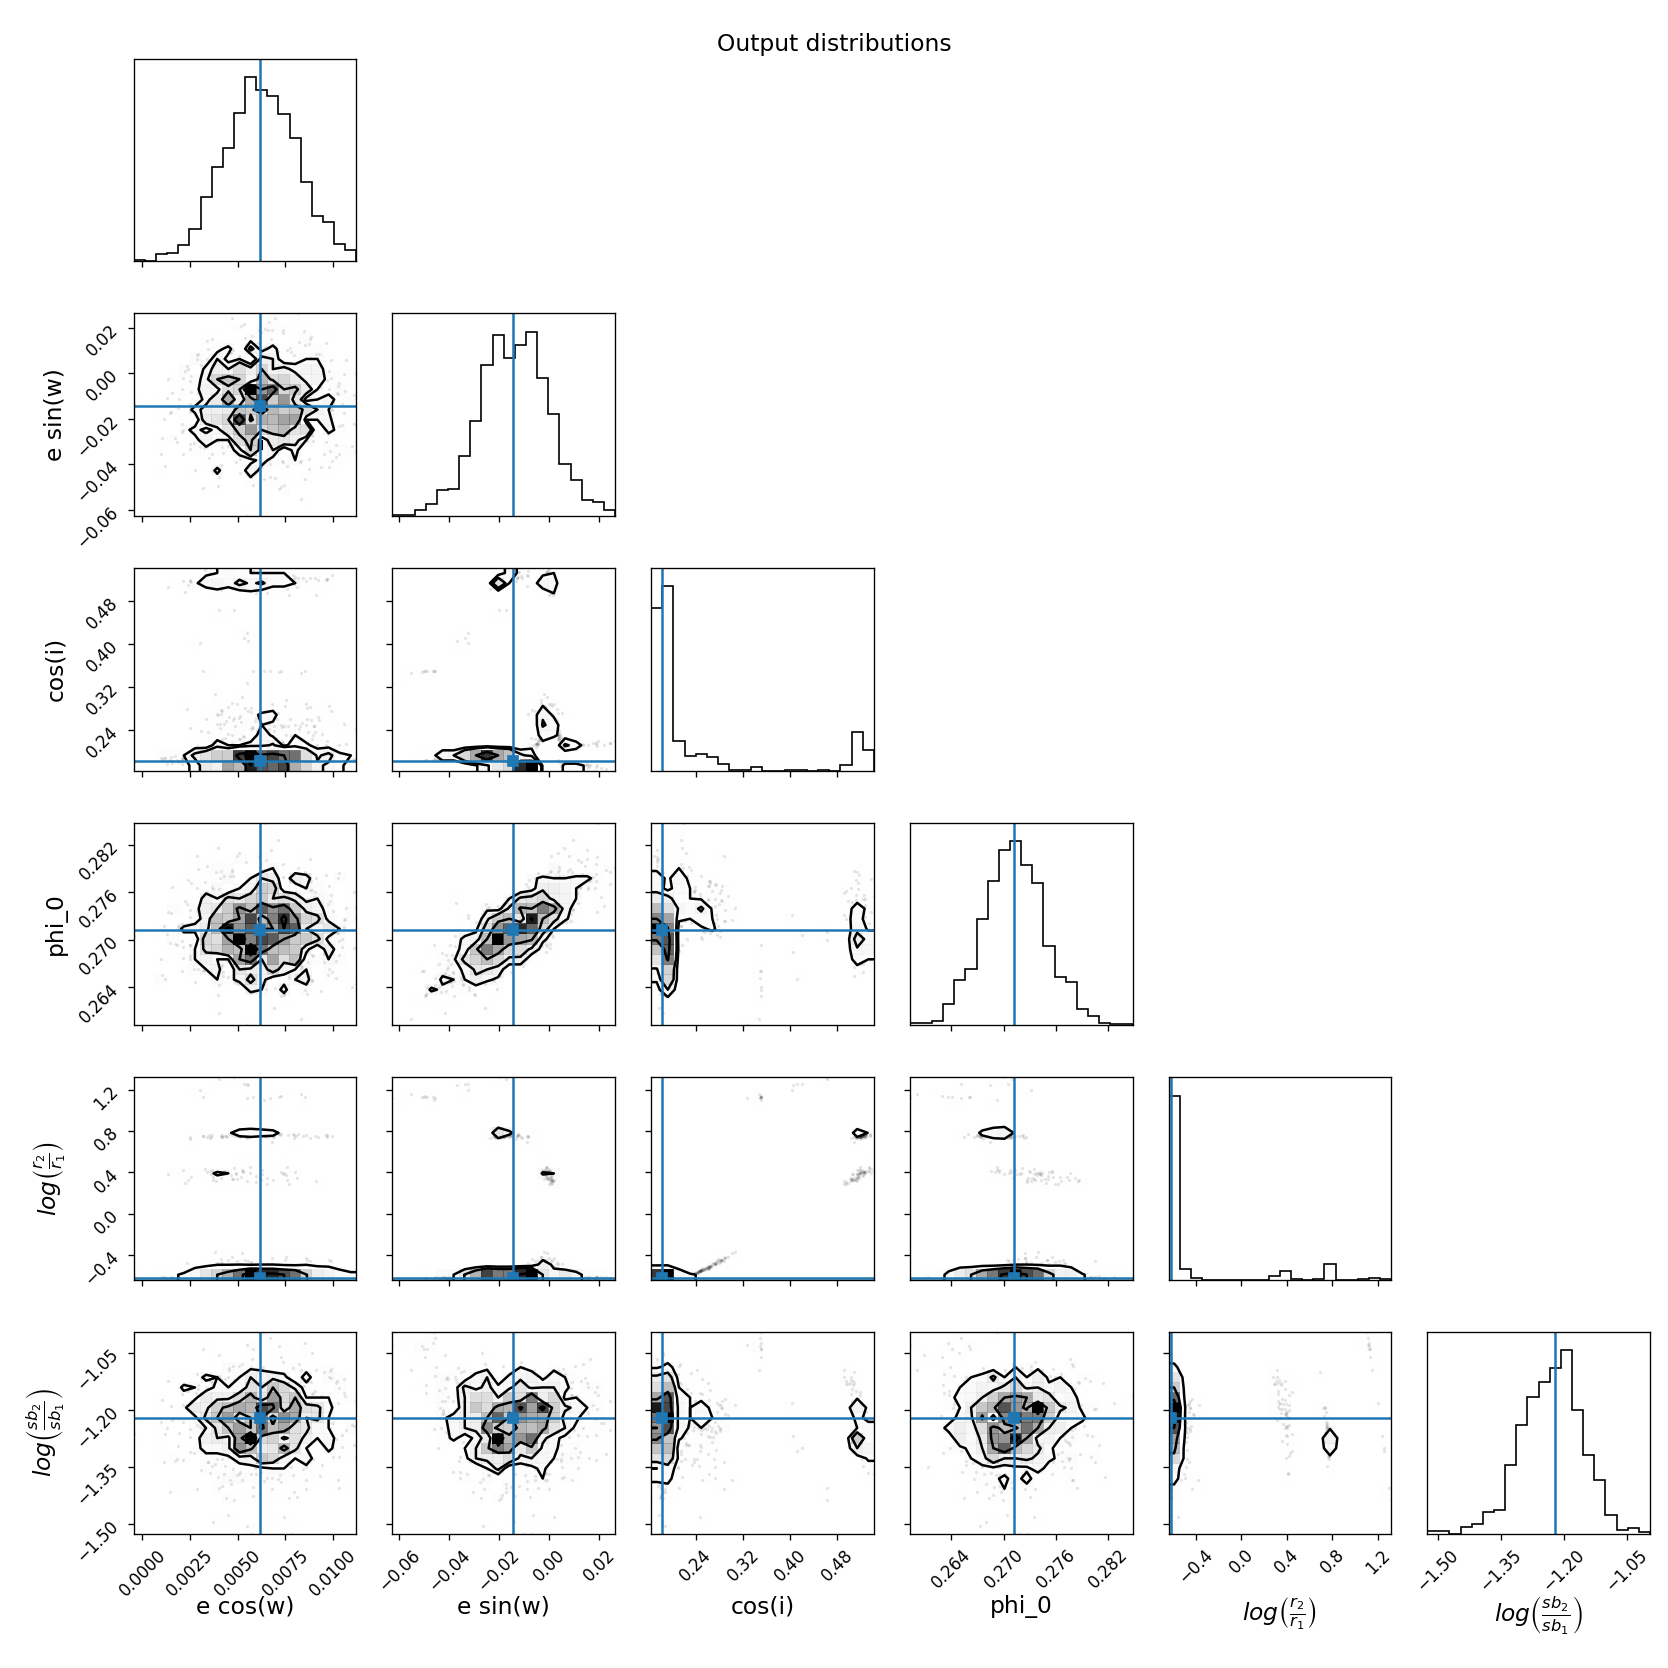 Output distributions
e sin(w)
0.02
0.00
−0.02
−0.04
−0.06
cos(i)
0.48
0.40
0.32
0.24
phi_0
0.282
0.276
0.270
0.264
log(r2/r1)
1.2
0.8
0.4
0.0
−0.4
log(sb2/sb1)
−1.05
−1.20
−1.35
−1.50
0.0000 0.0025 0.0050 0.0075 0.0100
−0.06 −0.04 −0.02 0.00 0.02
0.24 0.32 0.40 0.48
0.264 0.270 0.276 0.282
−0.4 0.0 0.4 0.8 1.2
−1.50 −1.35 −1.20 −1.05
e cos(w)
e sin(w)
cos(i)
phi_0
log(r2/r1)
log(sb2/sb1)